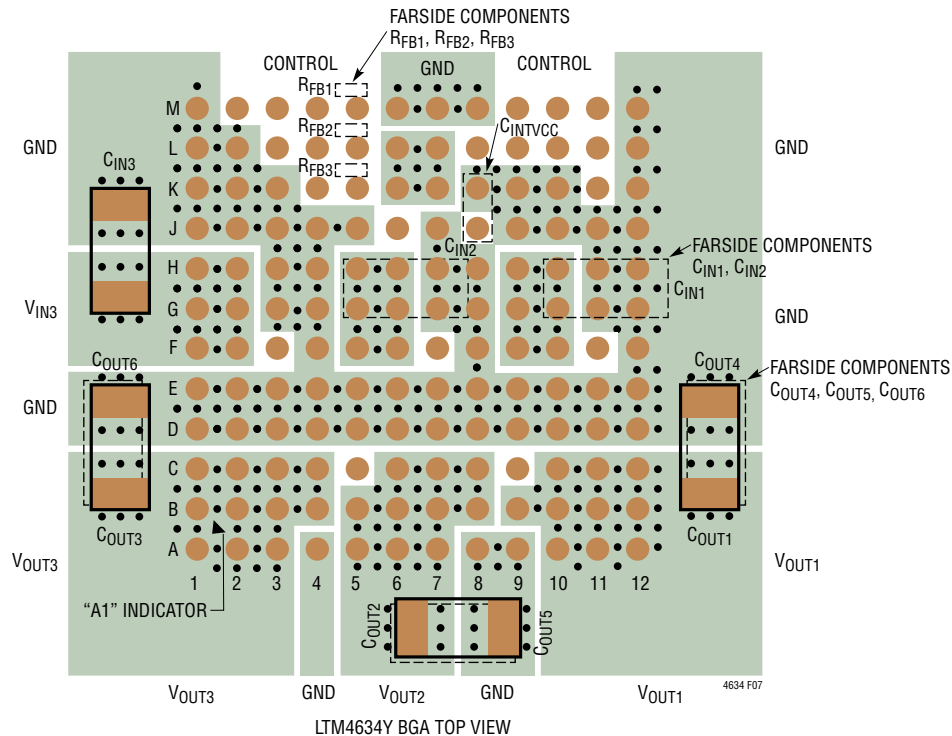 FARSIDE COMPONENTS
RFB1, RFB2, RFB3
CONTROL
GND
CONTROL
RFB1
M
CINTVCC
RFB2
GND
L
GND
CIN3
RFB3
K
J
CIN2
FARSIDE COMPONENTS
CIN1, CIN2
H
CIN1
VIN3
G
GND
F
COUT6
COUT4
FARSIDE COMPONENTS
COUT4, COUT5, COUT6
E
GND
D
C
B
COUT3
COUT1
A
VOUT3
VOUT1
1 2 3 4 5 6 7 8 9 10 11 12
"A1" INDICATOR
COUT2
COUT5
4634 F07
VOUT3 GND VOUT2 GND VOUT1
LTM4634Y BGA TOP VIEW